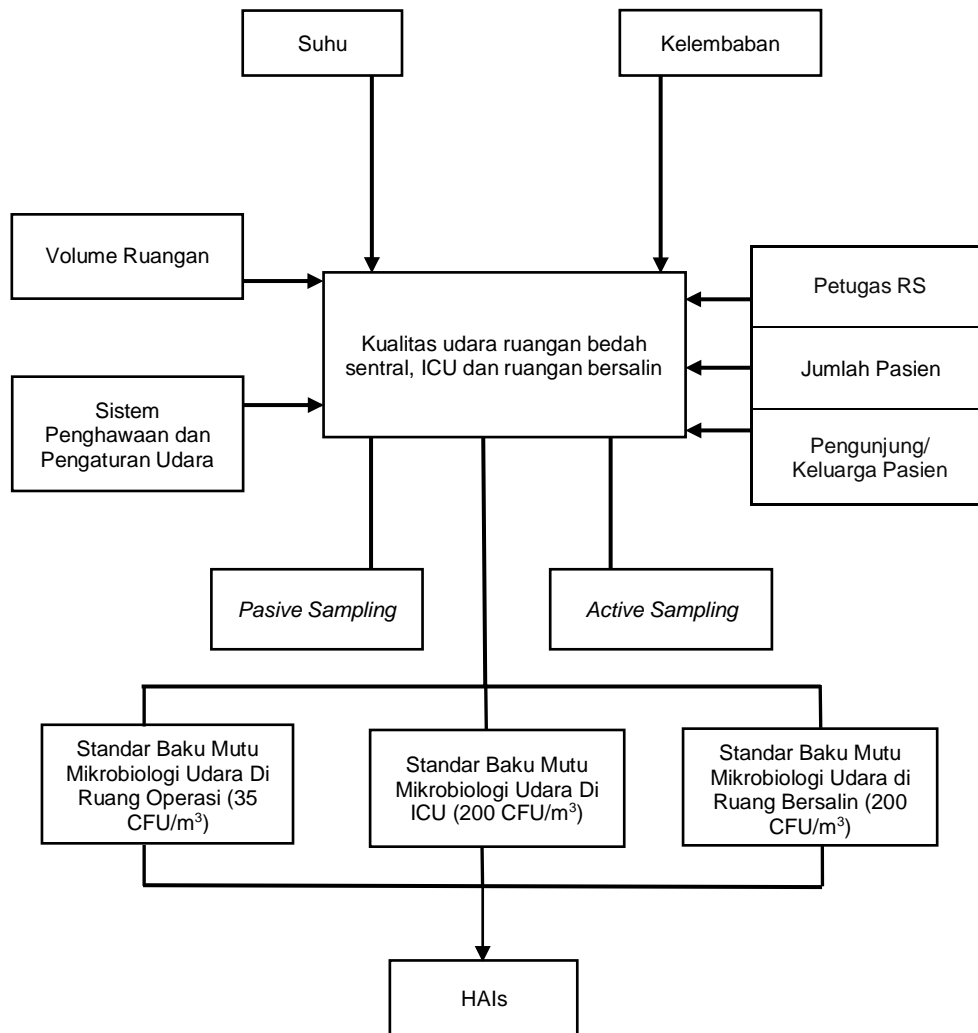 Suhu
Kelembaban
Volume Ruangan
Petugas RS
Kualitas udara ruangan bedah
sentral, ICU dan ruangan bersalin
Jumlah Pasien
Sistem
Penghawaan dan
Pengaturan Udara
Pengunjung/
Keluarga Pasien
Pasive Sampling
Active Sampling
Standar Baku Mutu
Mikrobiologi Udara Di
Ruang Operasi (35
CFU/m³)
Standar Baku Mutu
Mikrobiologi Udara Di
ICU (200 CFU/m³)
Standar Baku Mutu
Mikrobiologi Udara di
Ruang Bersalin (200
CFU/m³)
HAIs